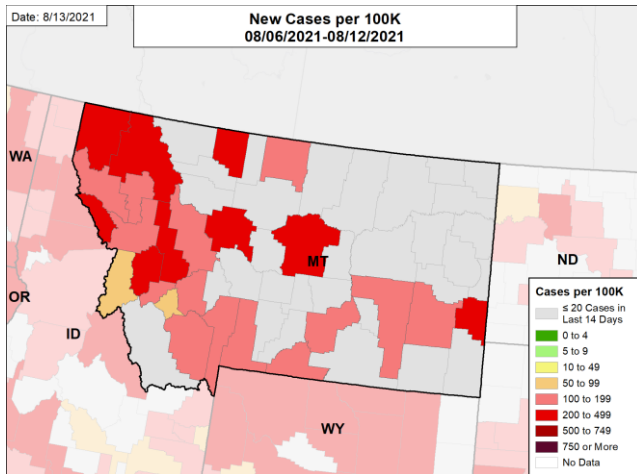 Date: 8/13/2021
New Cases per 100K
08/06/2021-08/12/2021
WA
MT
ND
OR
ID
WY
Cases per 100K
≤ 20 Cases in
Last 14 Days
0 to 4
5 to 9
10 to 49
50 to 99
100 to 199
200 to 499
500 to 749
750 or More
No Data